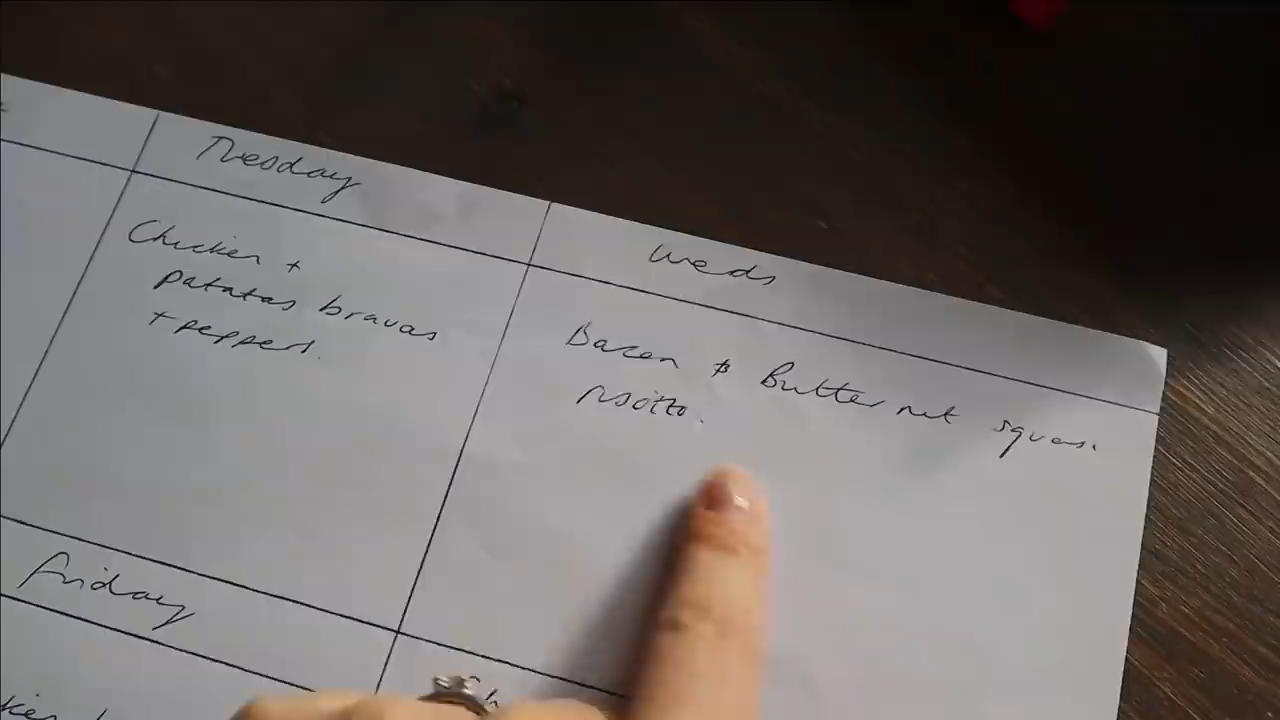 Tuesday
Weds
Chicken +
patatas bravas
+ peppers.
Bacon & Butternut squash
risotto.
Friday